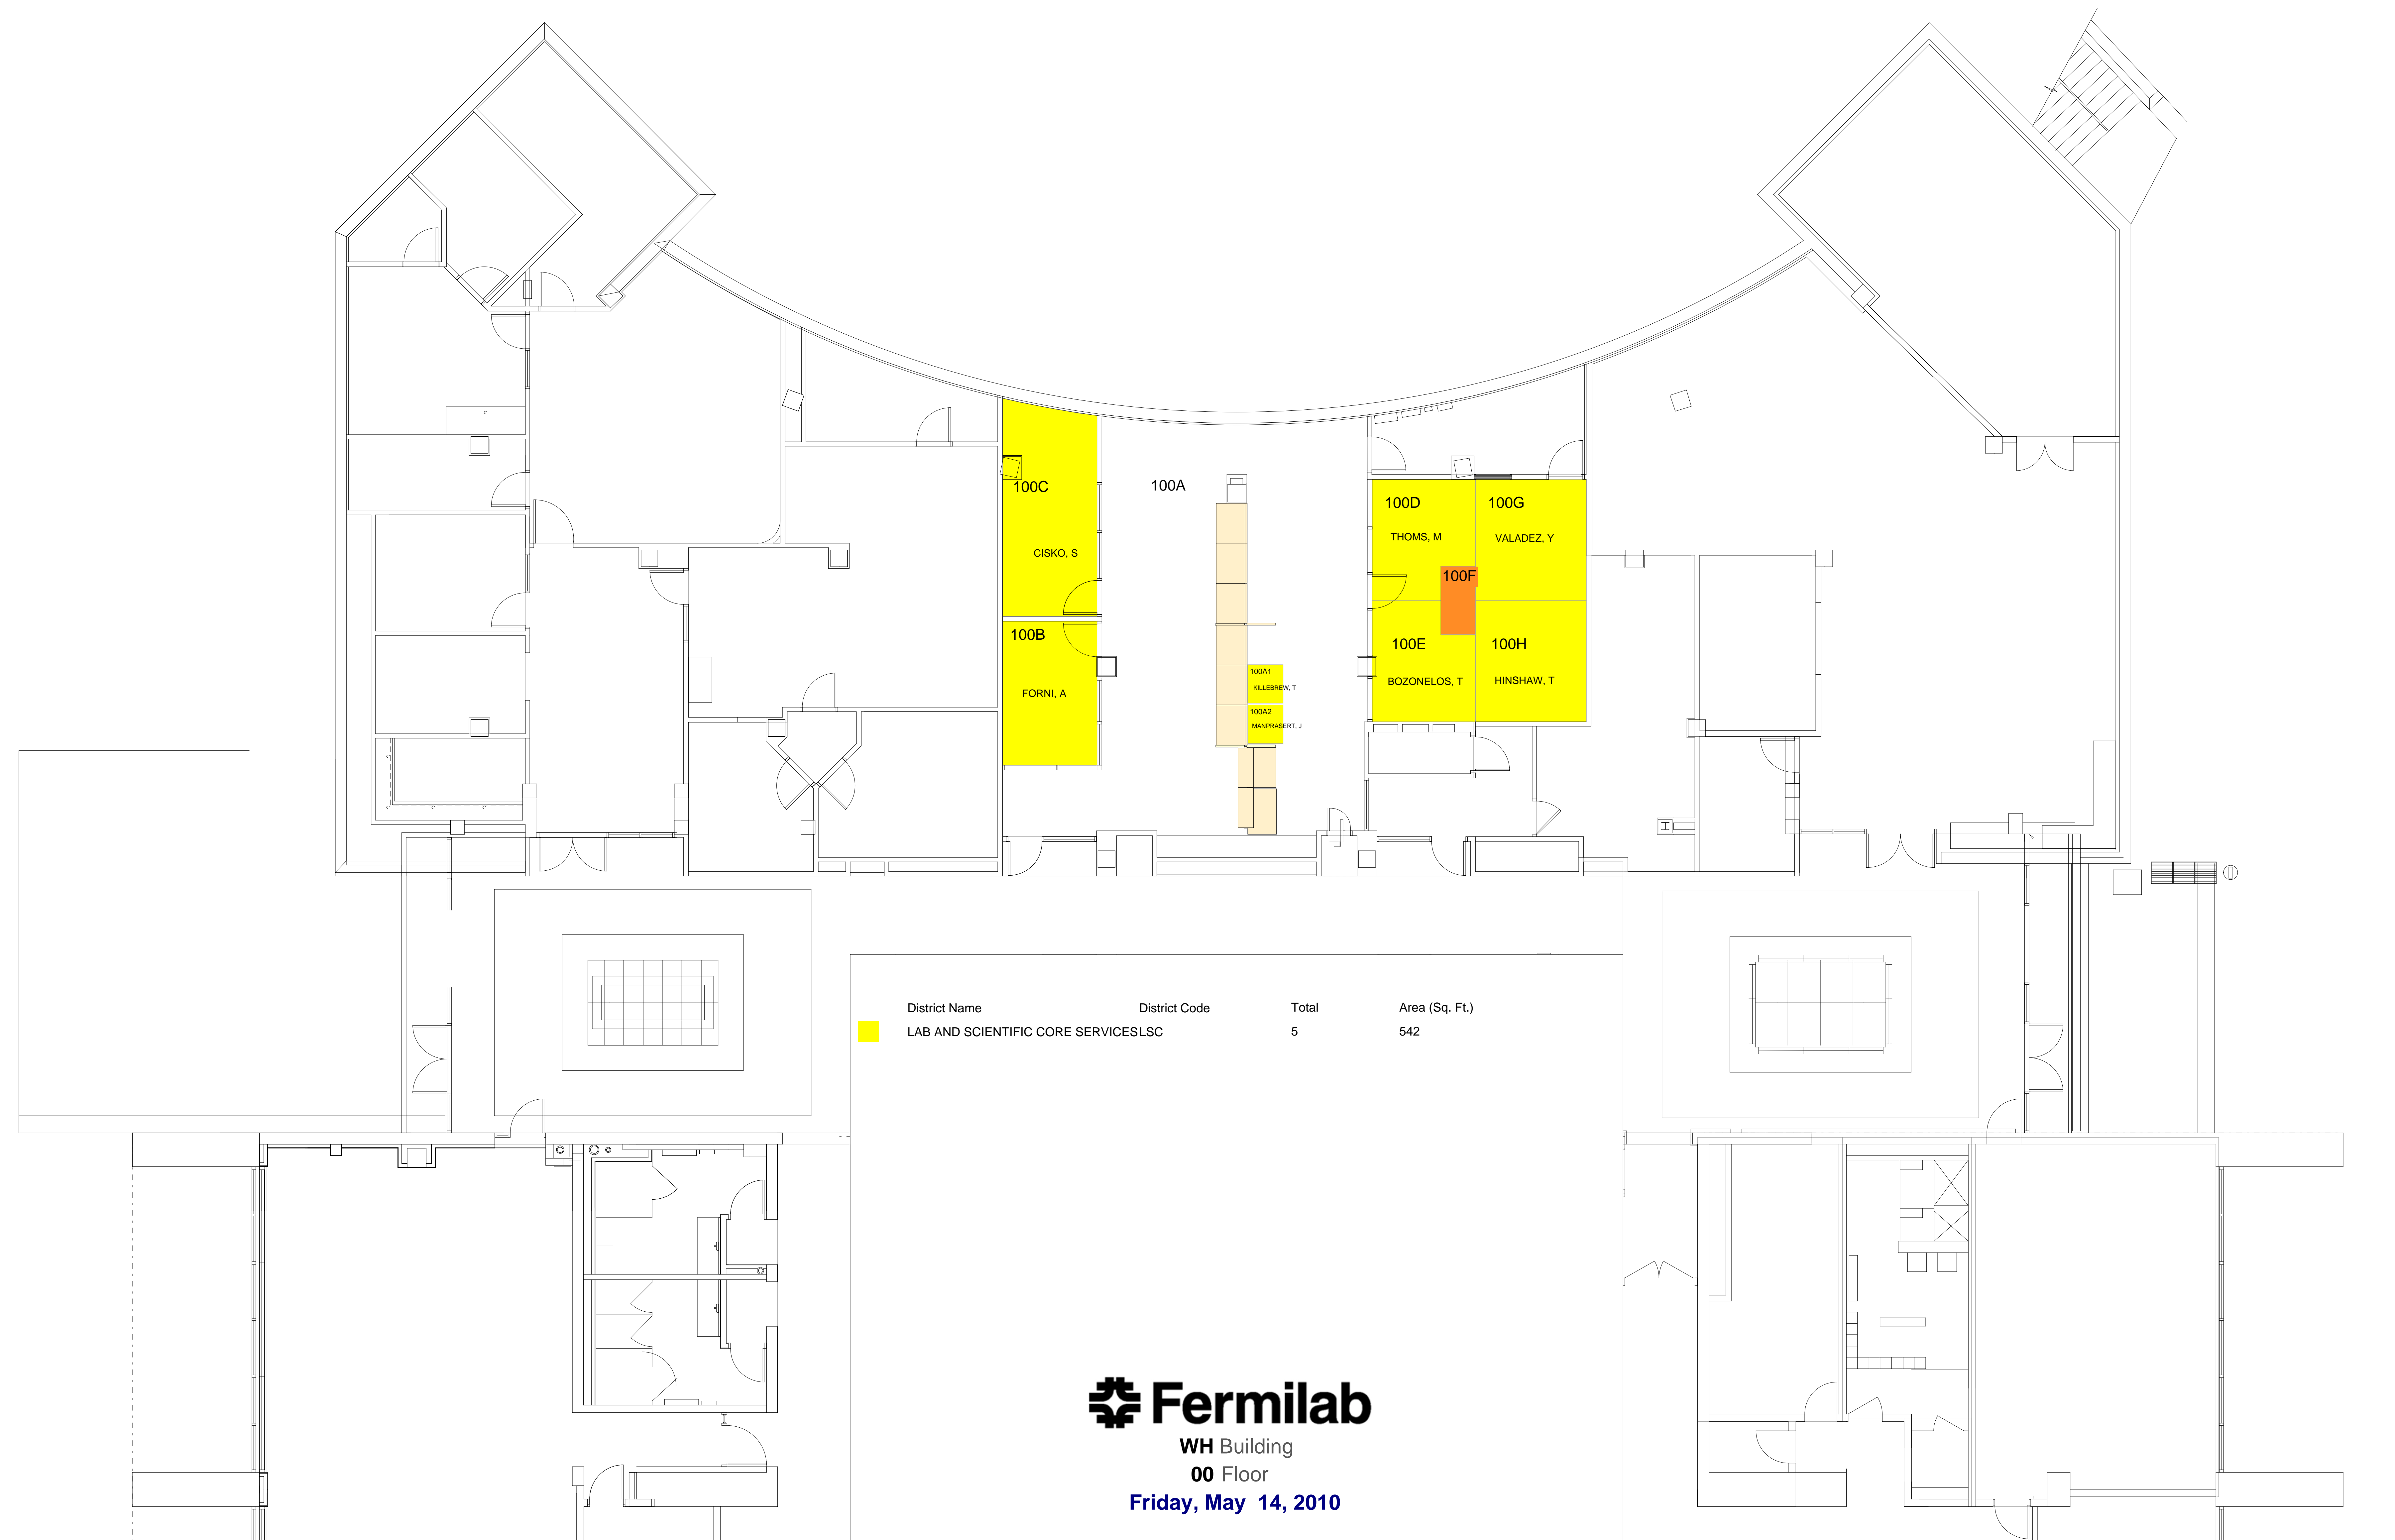 100C
100A
100D
100G
CISKO, S
THOMS, M
VALADEZ, Y
100F
100B
100E
100H
FORNI, A
100A1
KILLEBREW, T
BOZONELOS, T
HINSHAW, T
100A2
MANPRASERT, J
District Name District Code Total Area (Sq. Ft.)
LAB AND SCIENTIFIC CORE SERVICESLSC 5 542
Fermilab
WH Building
00 Floor
Friday, May 14, 2010